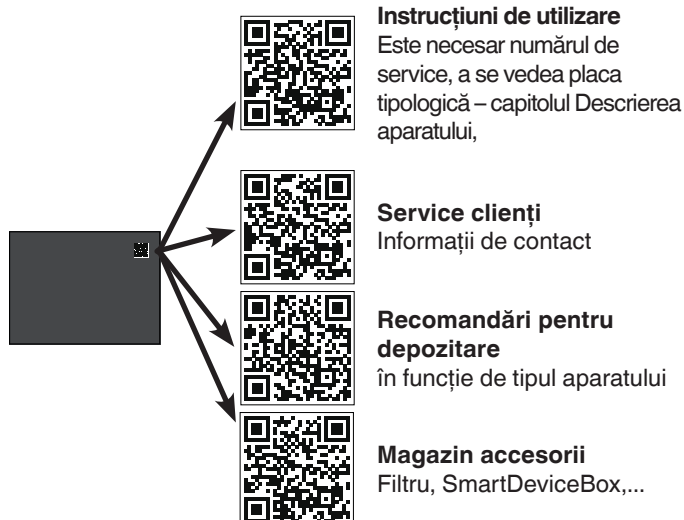 Instrucțiuni de utilizare
Este necesar numărul de
service, a se vedea placa
tipologică – capitolul Descrierea
aparatului,
Service clienți
Informații de contact
Recomandări pentru
depozitare
în funcție de tipul aparatului
Magazin accesorii
Filtru, SmartDeviceBox,...